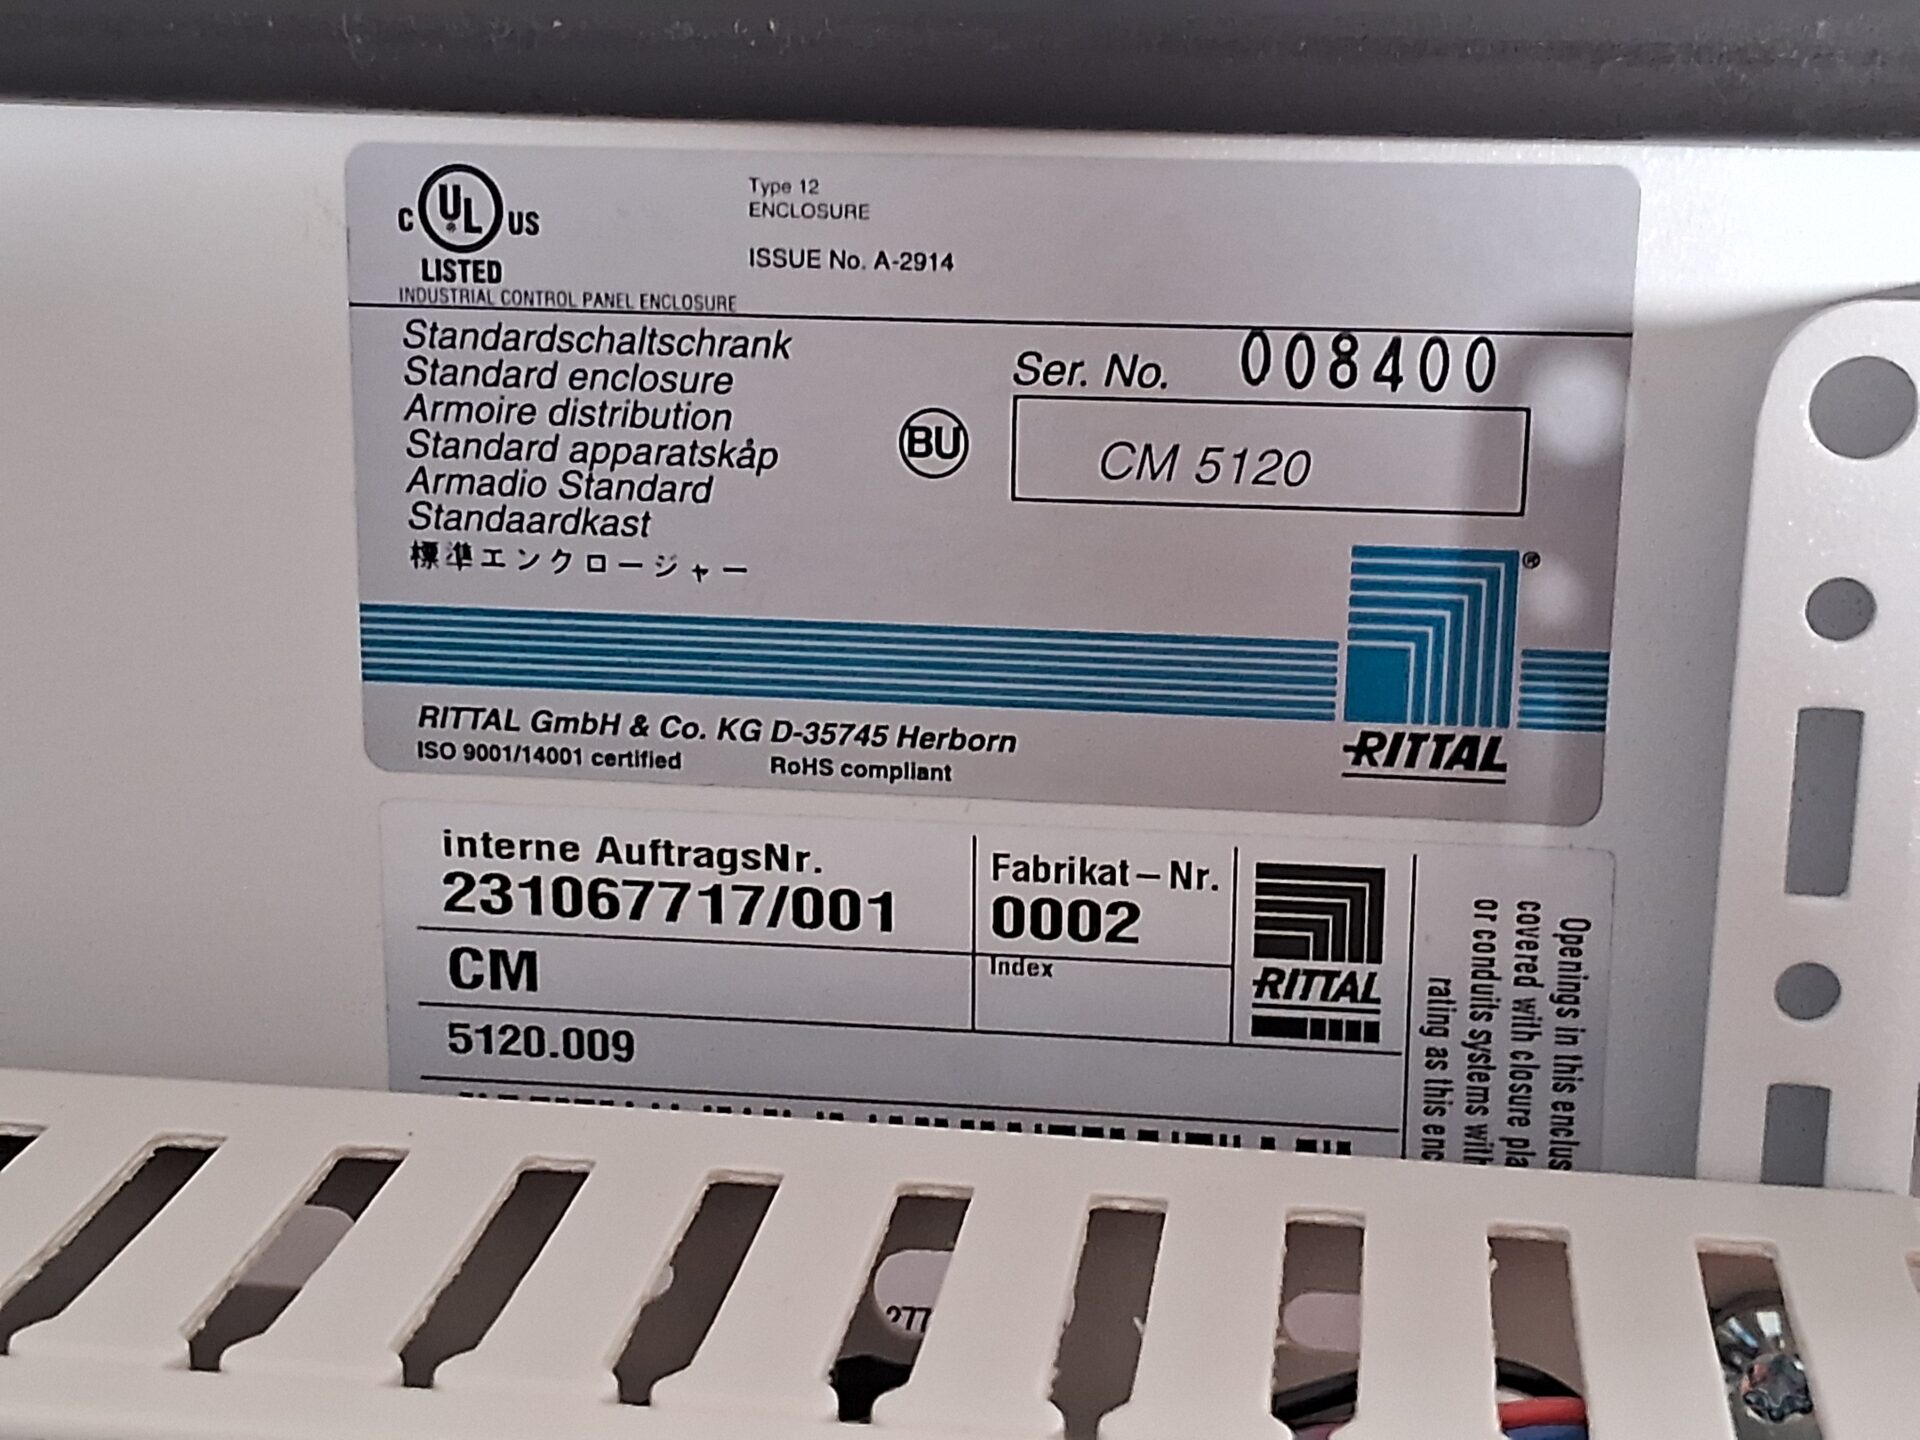 C UL® US
LISTED
INDUSTRIAL CONTROL PANEL ENCLOSURE
Type 12
ENCLOSURE
ISSUE No. A-2914
Standardschaltschrank
Standard enclosure
Armoire distribution
Standard apparatskåp
Armadio Standard
Standaardkast
標準エンクロージャー
BU
Ser. No. 008400
CM 5120
®
RITTAL
RITTAL GmbH & Co. KG D-35745 Herborn
ISO 9001/14001 certified RoHS compliant
interne AuftragsNr.
231067717/001
Fabrikat-Nr.
0002
CM
Index
5120.009
RITTAL
Openings in this enclos
covered with closure pla
or conduits systems with
rating as this enc
277